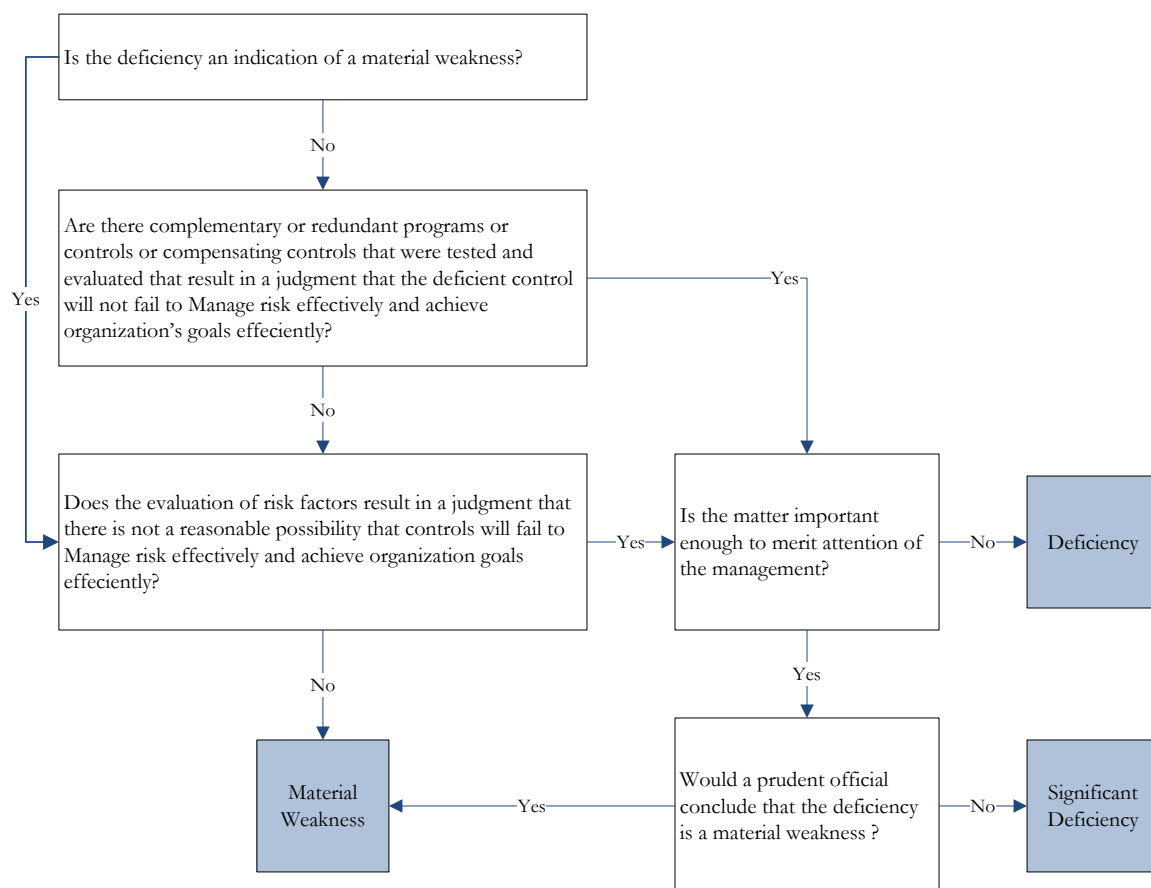 Is the deficiency an indication of a material weakness?
No
Are there complementary or redundant programs or
controls or compensating controls that were tested and
evaluated that result in a judgment that the deficient control
will not fail to Manage risk effectively and achieve
organization’s goals effeciently?
Yes
Yes
No
Does the evaluation of risk factors result in a judgment that
there is not a reasonable possibility that controls will fail to
Manage risk effectively and achieve organization goals
effeciently?
Yes
Is the matter important
enough to merit attention of
the management?
No
Deficiency
No
Yes
Material
Weakness
Yes
Would a prudent official
conclude that the deficiency
is a material weakness ?
No
Significant
Deficiency